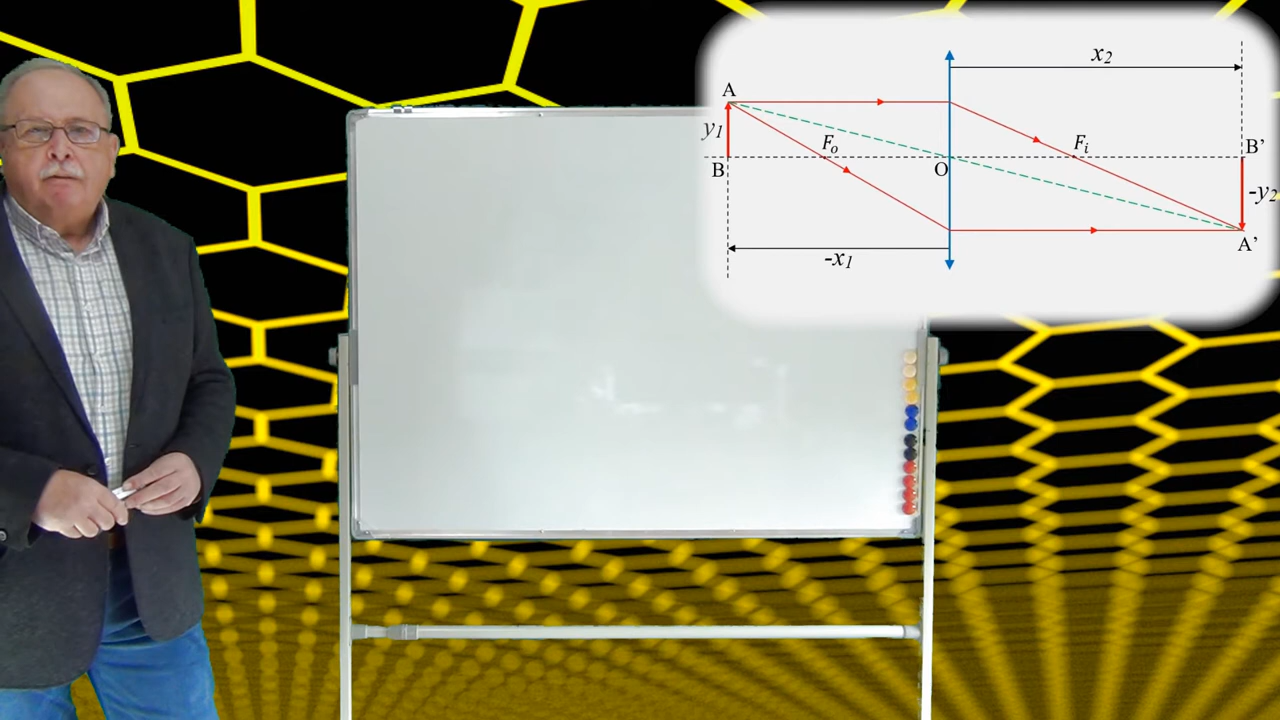 x₂
A
y₁
Fₒ
Fᵢ
B
O
B’
-y₂
A’
-x₁